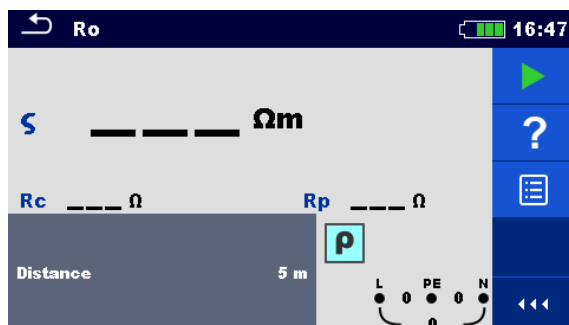 Ro 16:47
ς ___ Ωm
?
Rc ___ Ω Rp ___ Ω
ρ
Distance 5 m
L PE N
0 0
0